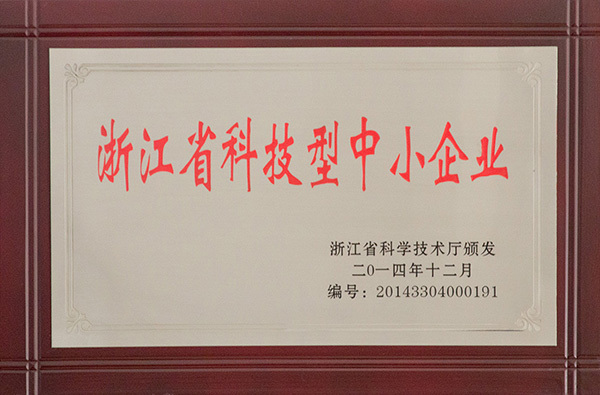 浙江省科技型中小企业
浙江省科学技术厅颁发
二0一四年十二月
编号：20143304000191